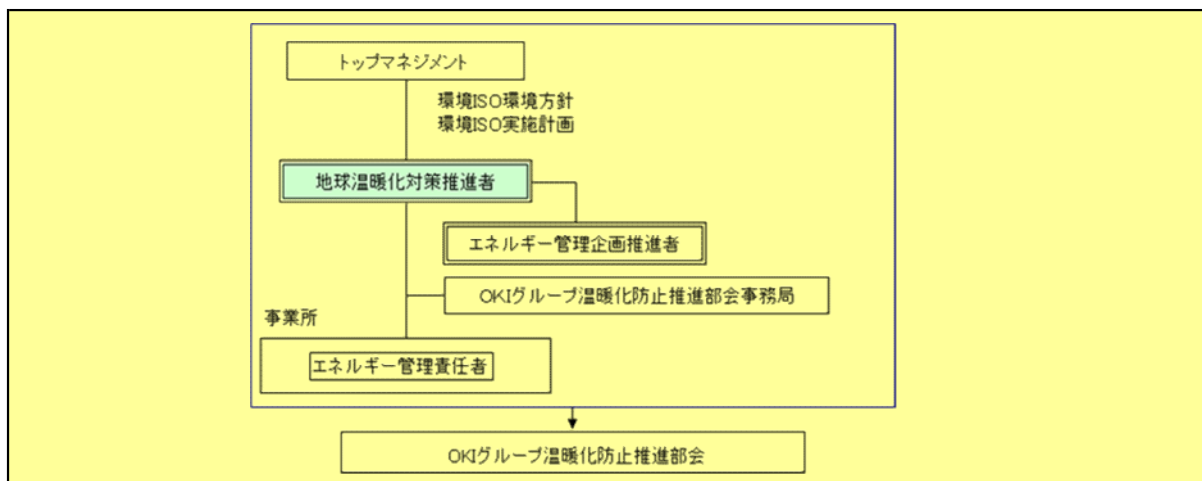 トップマネジメント
環境ISO環境方針
環境ISO実施計画
地球温暖化対策推進者
エネルギー管理企画推進者
OKIグループ温暖化防止推進部会事務局
事業所
エネルギー管理責任者
OKIグループ温暖化防止推進部会